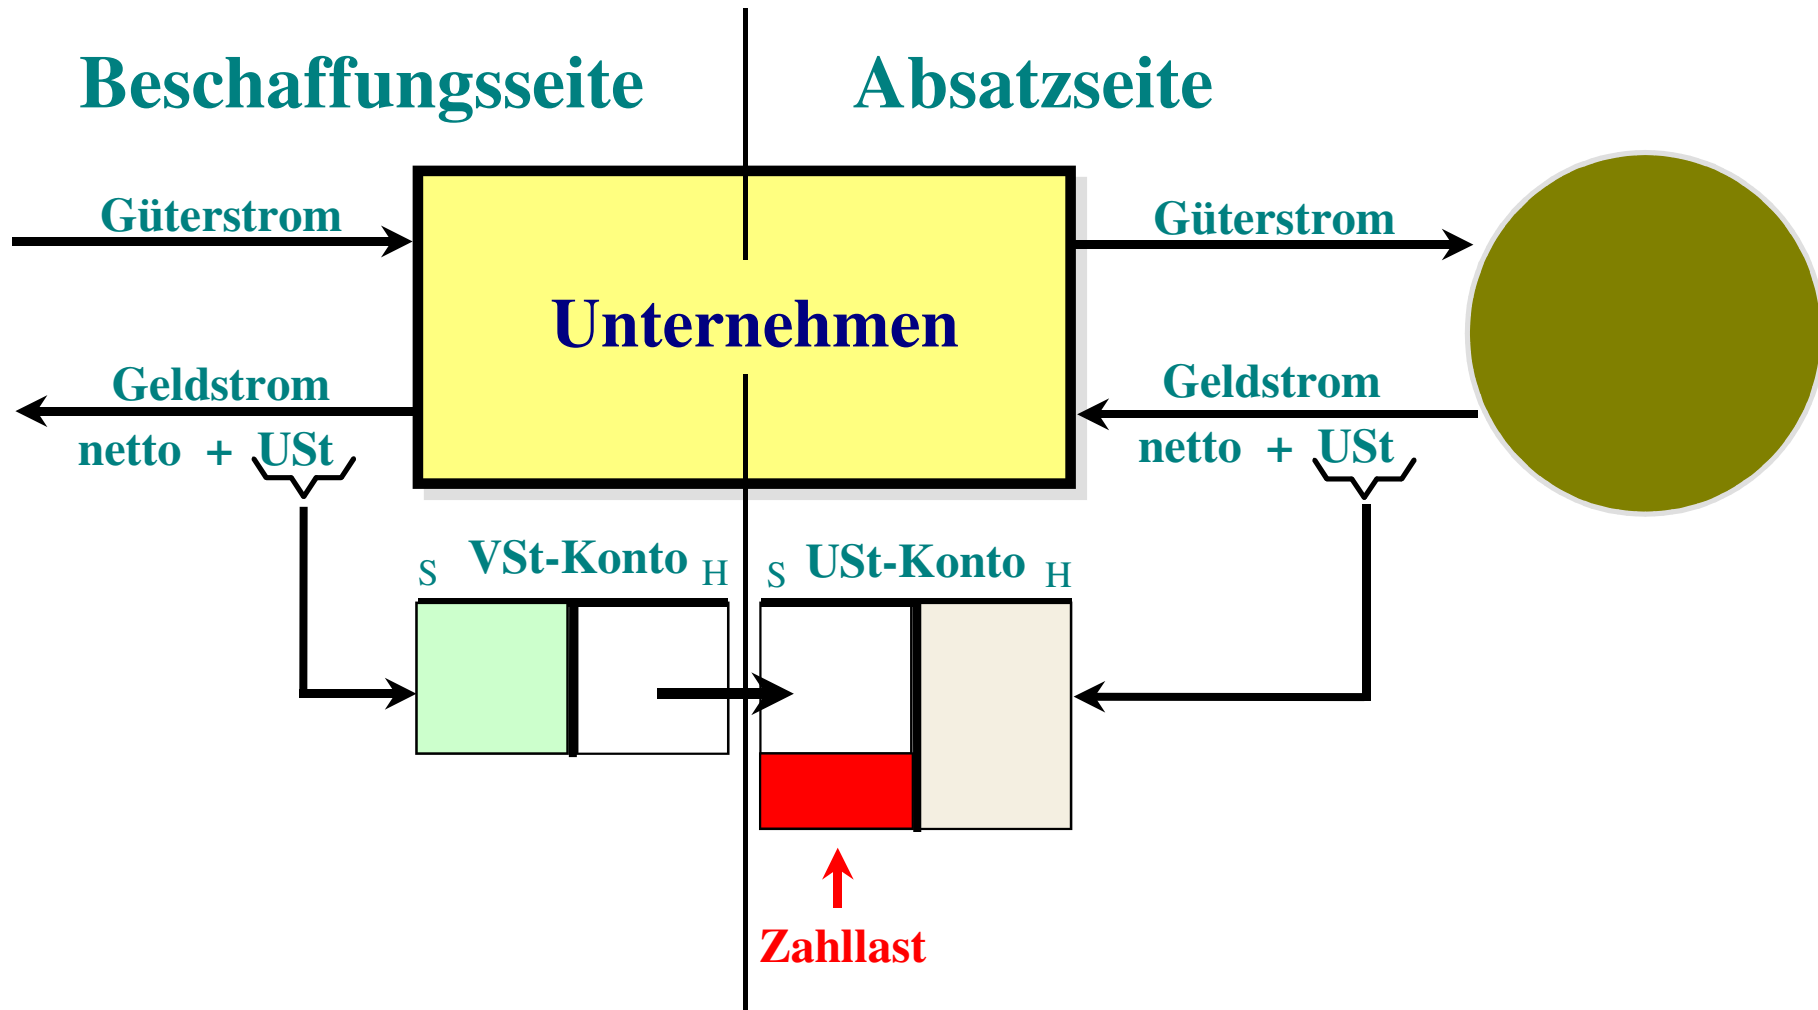 Beschaffungsseite
Absatzseite
Güterstrom
Güterstrom
Unternehmen
Geldstrom
netto + USt
Geldstrom
netto + USt
S VSt-Konto H
S USt-Konto H
Zahllast